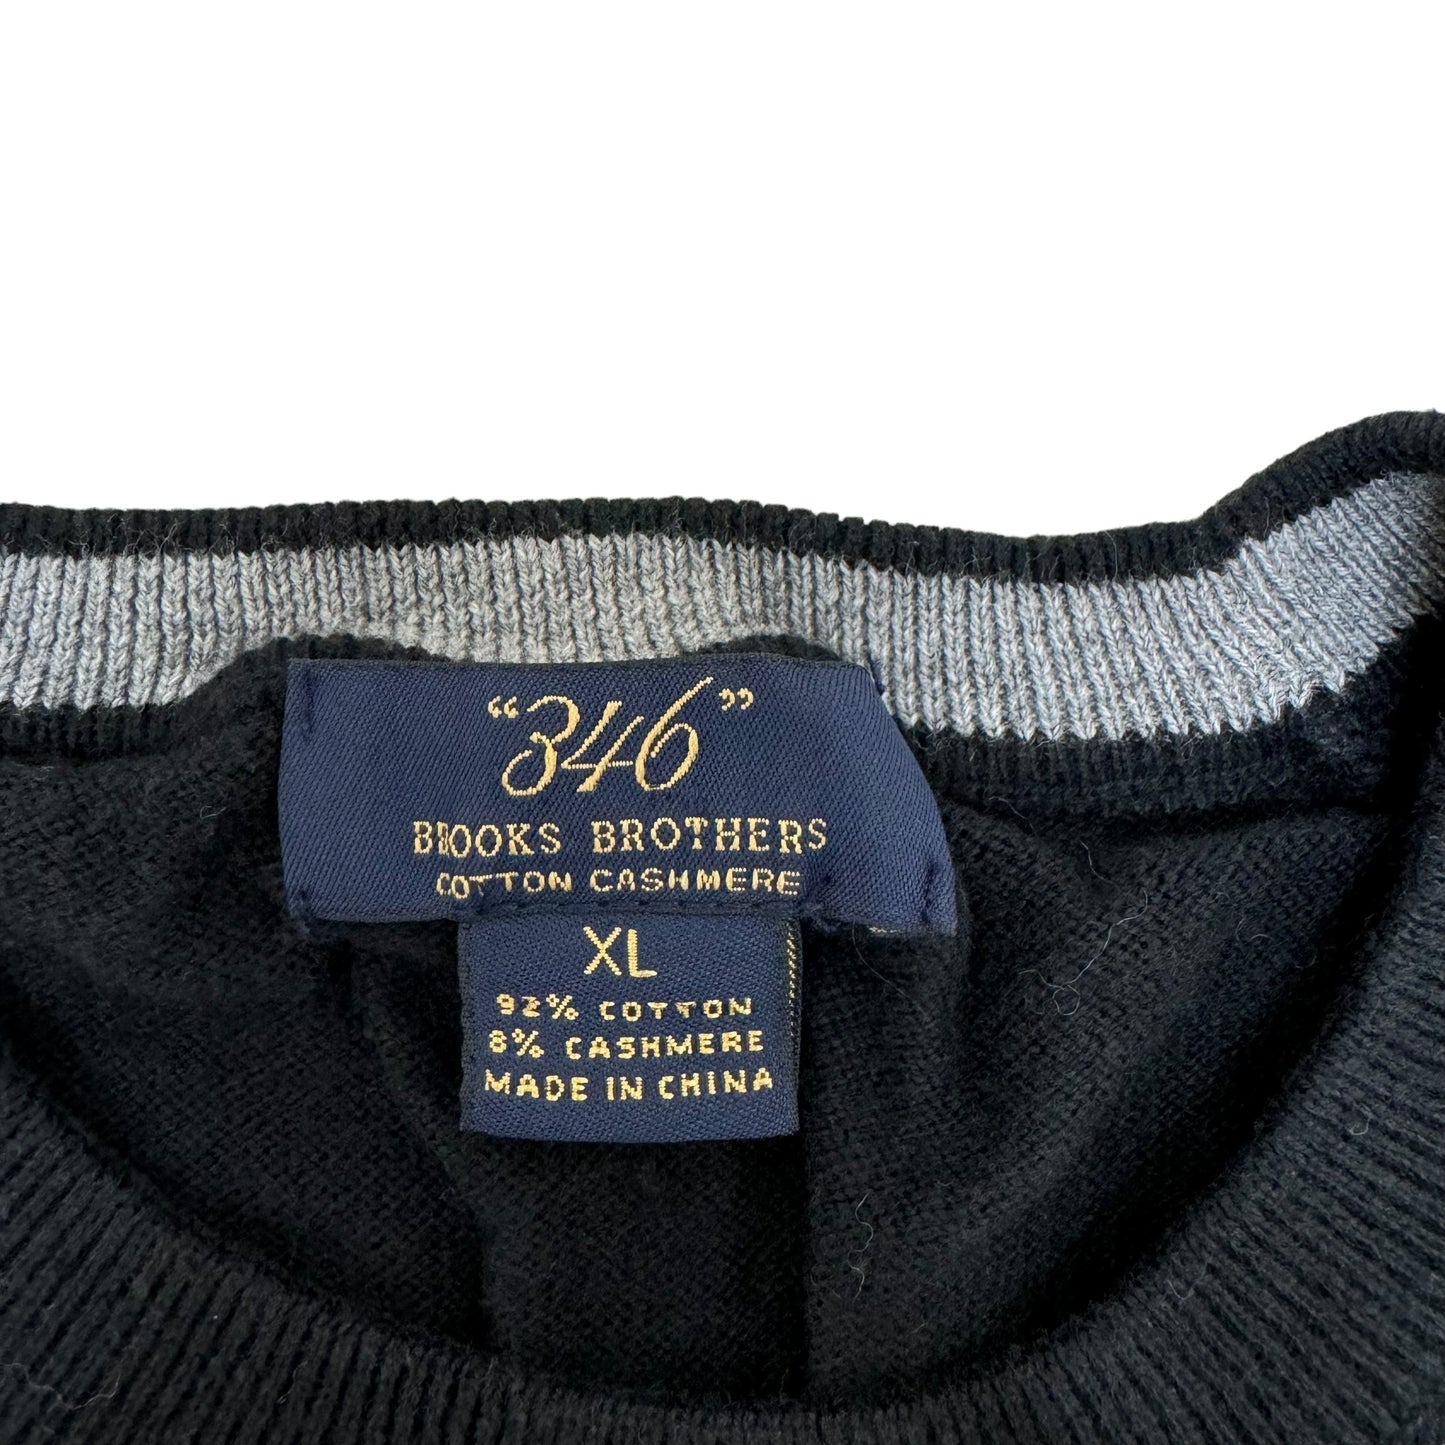 “346”
BROOKS BROTHERS
COTTON CASHMERE
XL
92% COTTON
8% CASHMERE
MADE IN CHINA